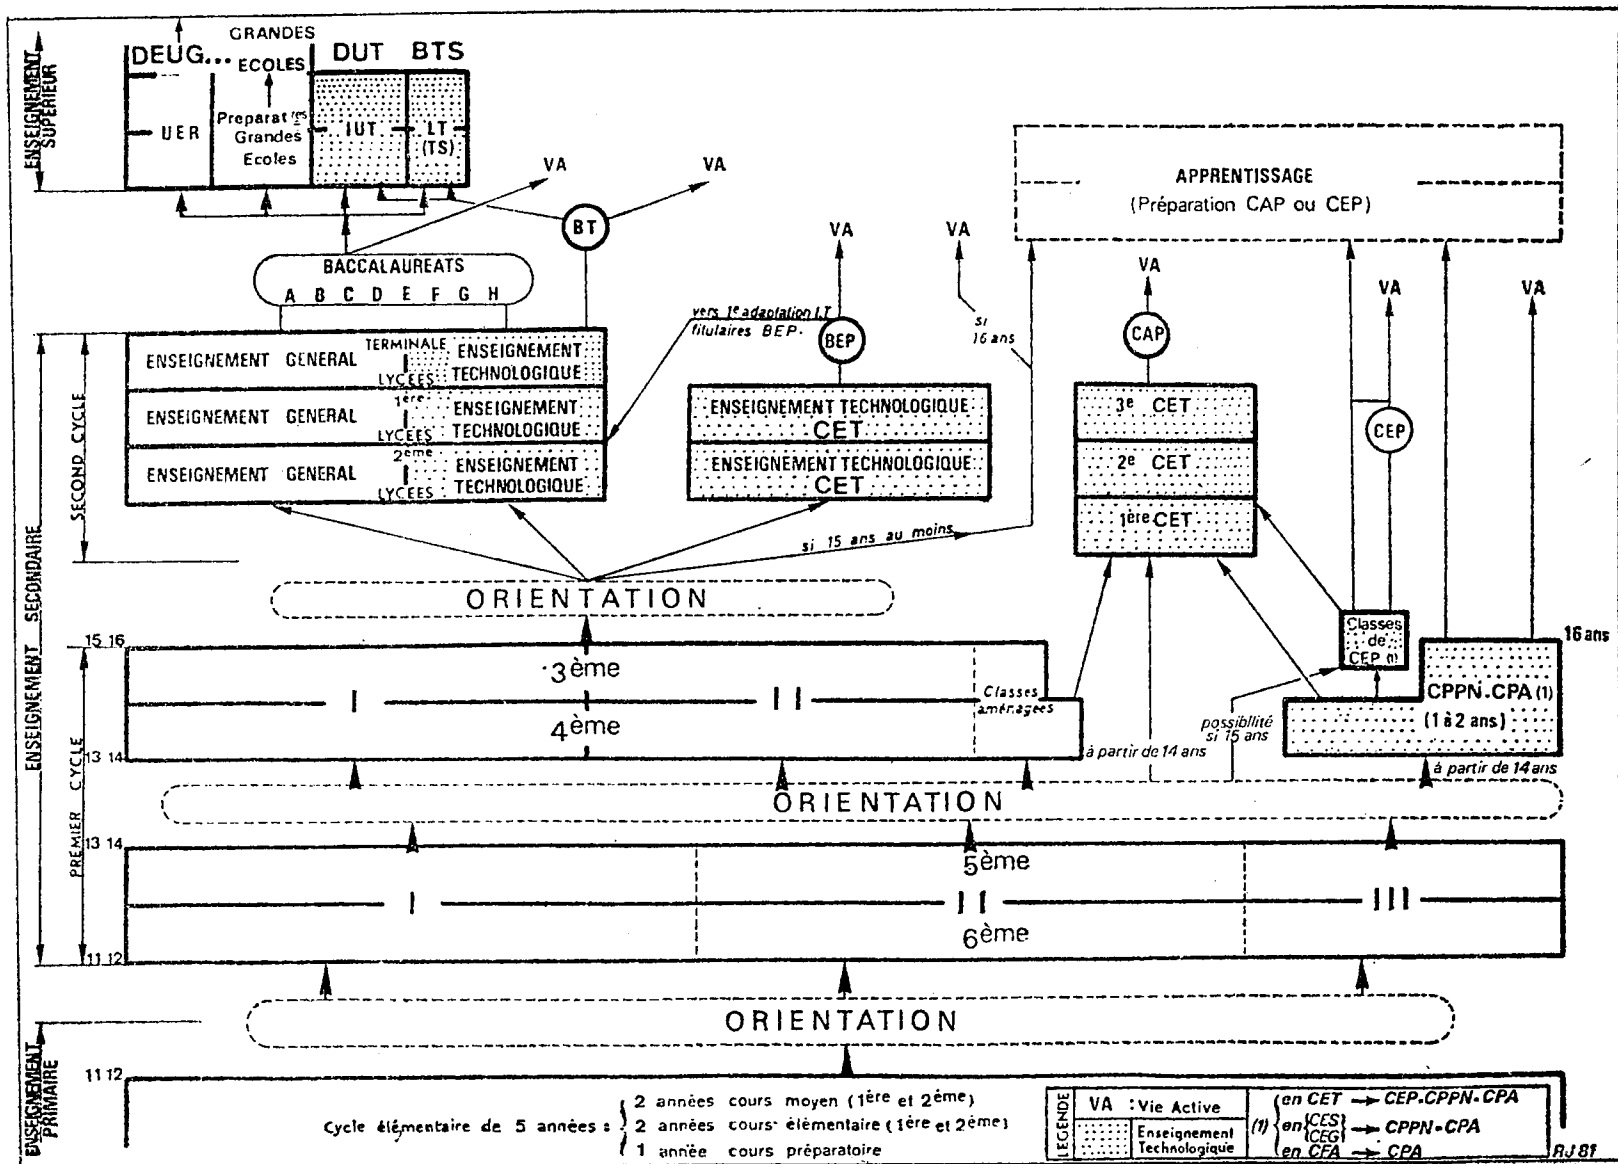 ENSEIGNEMENT SUPERIEUR
GRANDES
DEUG...
ECOLES
DUT
BTS
UER
Preparat res
Grandes
Ecoles
IUT
LT
(TS)
VA
VA
BT
BACCALAUREATS
A B C D E F G H
APPRENTISSAGE
(Préparation CAP ou CEP)
VA
VA
VA
VA
VA
vers 1e adaptation LT
titulaires BEP.
BEP
si
16 ans
CAP
CEP
ENSEIGNEMENT SECONDAIRE
SECOND CYCLE
ENSEIGNEMENT GENERAL
TERMINALE
LYCEES
ENSEIGNEMENT
TECHNOLOGIQUE
ENSEIGNEMENT GENERAL
1ère
LYCEES
ENSEIGNEMENT
TECHNOLOGIQUE
ENSEIGNEMENT GENERAL
2ème
LYCEES
ENSEIGNEMENT
TECHNOLOGIQUE
ENSEIGNEMENT TECHNOLOGIQUE
CET
ENSEIGNEMENT TECHNOLOGIQUE
CET
3e CET
2e CET
1ère CET
si 15 ans au moins
ORIENTATION
PREMIER CYCLE
15 16
3ème
I
II
4ème
13 14
Classes
aménagées
à partir de 14 ans
possibilité
si 15 ans
Classes
de
CEP (1)
16 ans
CPPN-CPA (1)
(1 à 2 ans)
à partir de 14 ans
ORIENTATION
13 14
5ème
I
II
III
6ème
11 12
ORIENTATION
ENSEIGNEMENT PRIMAIRE
11 12
Cycle élémentaire de 5 années :
2 années cours moyen (1ère et 2ème)
2 années cours élémentaire (1ère et 2ème)
1 année cours préparatoire
LEGENDE
VA : Vie Active
Enseignement
Technologique
(1)
en CET → CEP-CPPN-CPA
en CES CEG → CPPN-CPA
en CFA → CPA
RJ81